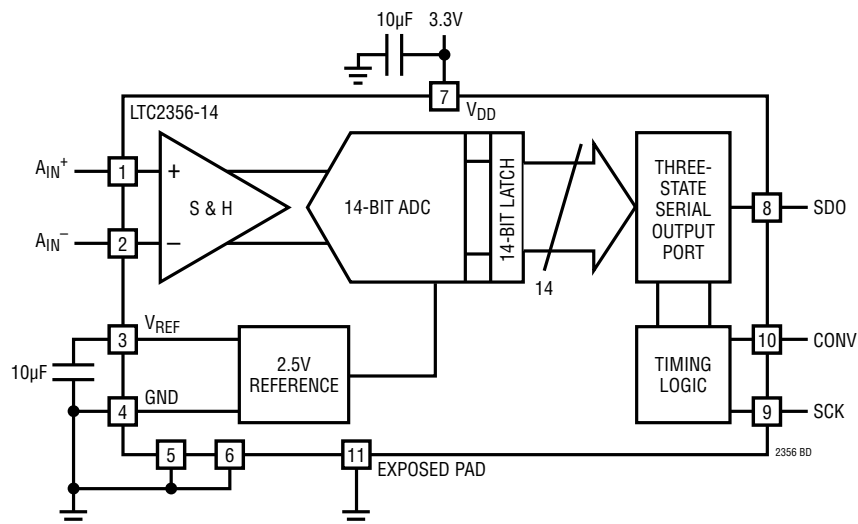 10µF 3.3V
7
LTC2356-14
VDD
AIN+
1
+
S & H
14-BIT ADC
14-BIT LATCH
THREE-
STATE
SERIAL
OUTPUT
PORT
8
SDO
AIN–
2
–
14
3
VREF
10µF
2.5V
REFERENCE
TIMING
LOGIC
10
CONV
4
GND
9
SCK
5
6
11
EXPOSED PAD
2356 BD